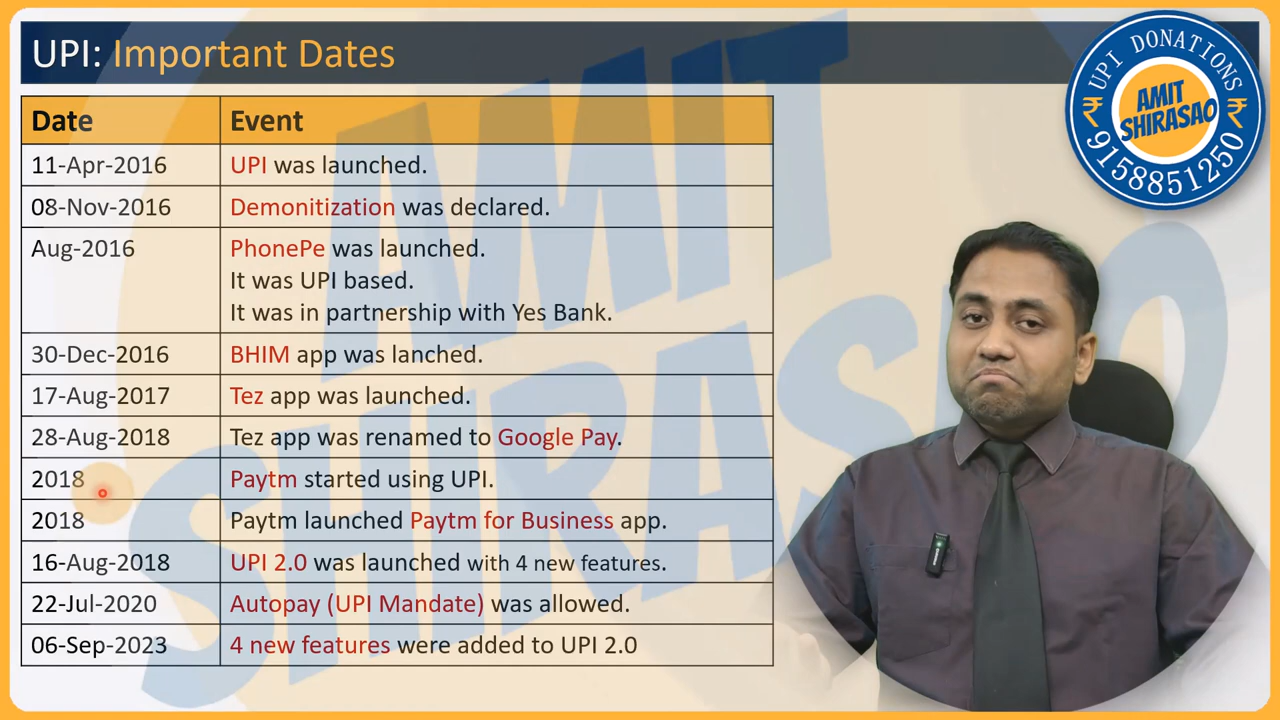 UPI: Important Dates
Date Event
11-Apr-2016 UPI was launched.
08-Nov-2016 Demonitization was declared.
Aug-2016 PhonePe was launched.
It was UPI based.
It was in partnership with Yes Bank.
30-Dec-2016 BHIM app was lanched.
17-Aug-2017 Tez app was launched.
28-Aug-2018 Tez app was renamed to Google Pay.
2018 Paytm started using UPI.
2018 Paytm launched Paytm for Business app.
16-Aug-2018 UPI 2.0 was launched with 4 new features.
22-Jul-2020 Autopay (UPI Mandate) was allowed.
06-Sep-2023 4 new features were added to UPI 2.0
UPI DONATIONS
AMIT
SHIRASAO
₹ 9158851250 ₹
AMIT
SHIRASAO